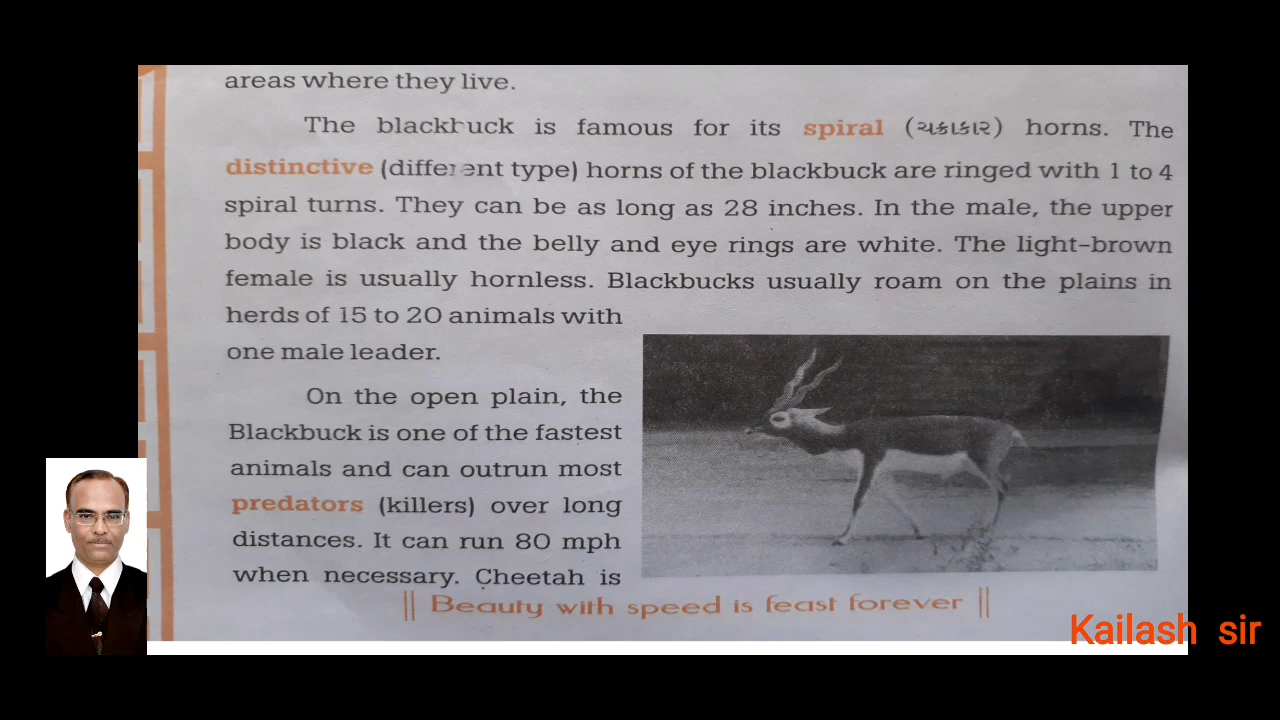 areas where they live.
The blackbuck is famous for its spiral (ચક્રાકાર) horns. The
distinctive (different type) horns of the blackbuck are ringed with 1 to 4
spiral turns. They can be as long as 28 inches. In the male, the upper
body is black and the belly and eye rings are white. The light-brown
female is usually hornless. Blackbucks usually roam on the plains in
herds of 15 to 20 animals with
one male leader.
On the open plain, the
Blackbuck is one of the fastest
animals and can outrun most
predators (killers) over long
distances. It can run 80 mph
when necessary. Cheetah is
|| Beauty with speed is feast forever ||
Kailash sir